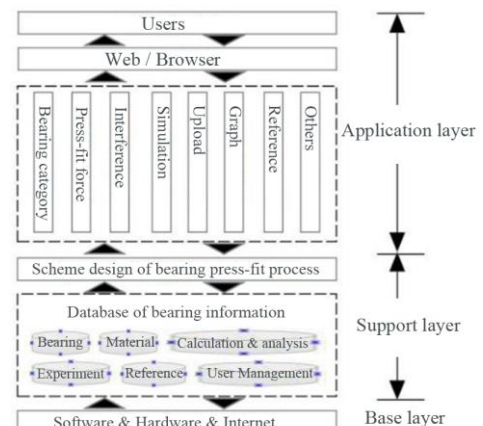 Users
Web / Browser
Bearing category
Press-fit force
Interference
Simulation
Upload
Graph
Reference
Others
Application layer
Scheme design of bearing press-fit process
Database of bearing information
Bearing Material Calculation & analysis
Experiment Reference User Management
Support layer
Software & Hardware & Internet
Base layer